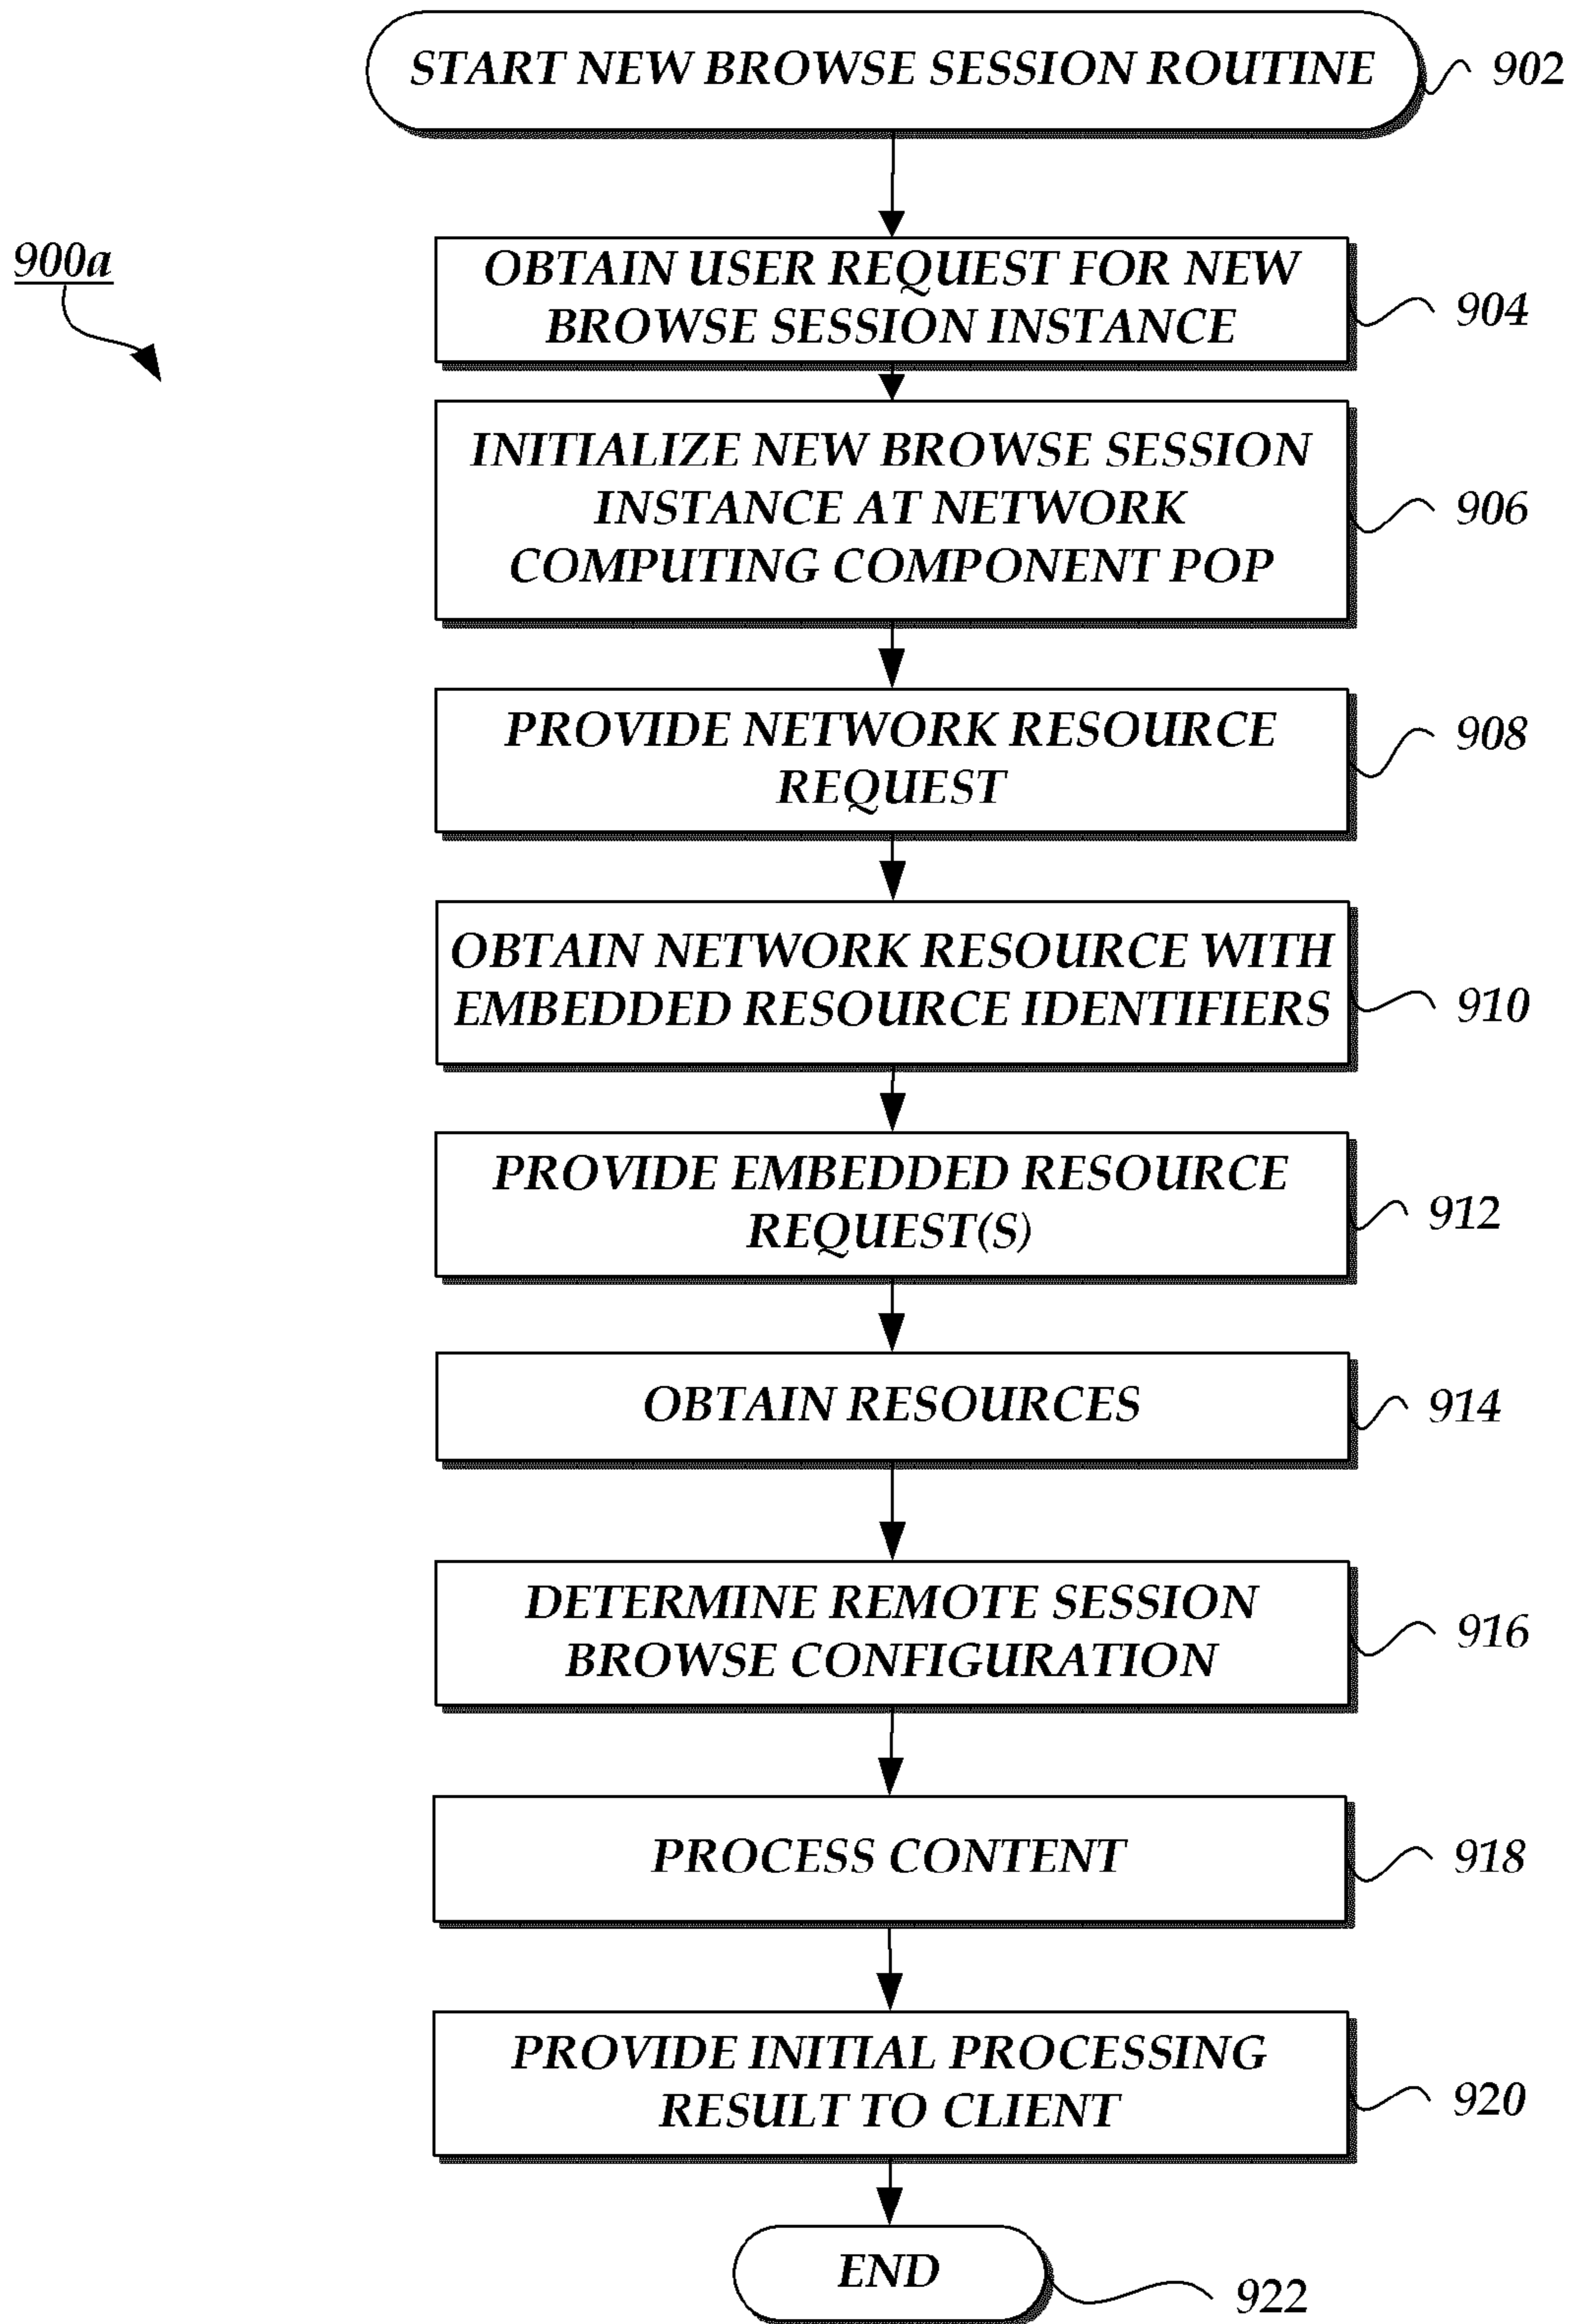 START NEW BROWSE SESSION ROUTINE
902
900a
OBTAIN USER REQUEST FOR NEW
BROWSE SESSION INSTANCE
904
INITIALIZE NEW BROWSE SESSION
INSTANCE AT NETWORK
COMPUTING COMPONENT POP
906
PROVIDE NETWORK RESOURCE
REQUEST
908
OBTAIN NETWORK RESOURCE WITH
EMBEDDED RESOURCE IDENTIFIERS
910
PROVIDE EMBEDDED RESOURCE
REQUEST(S)
912
OBTAIN RESOURCES
914
DETERMINE REMOTE SESSION
BROWSE CONFIGURATION
916
PROCESS CONTENT
918
PROVIDE INITIAL PROCESSING
RESULT TO CLIENT
920
END
922